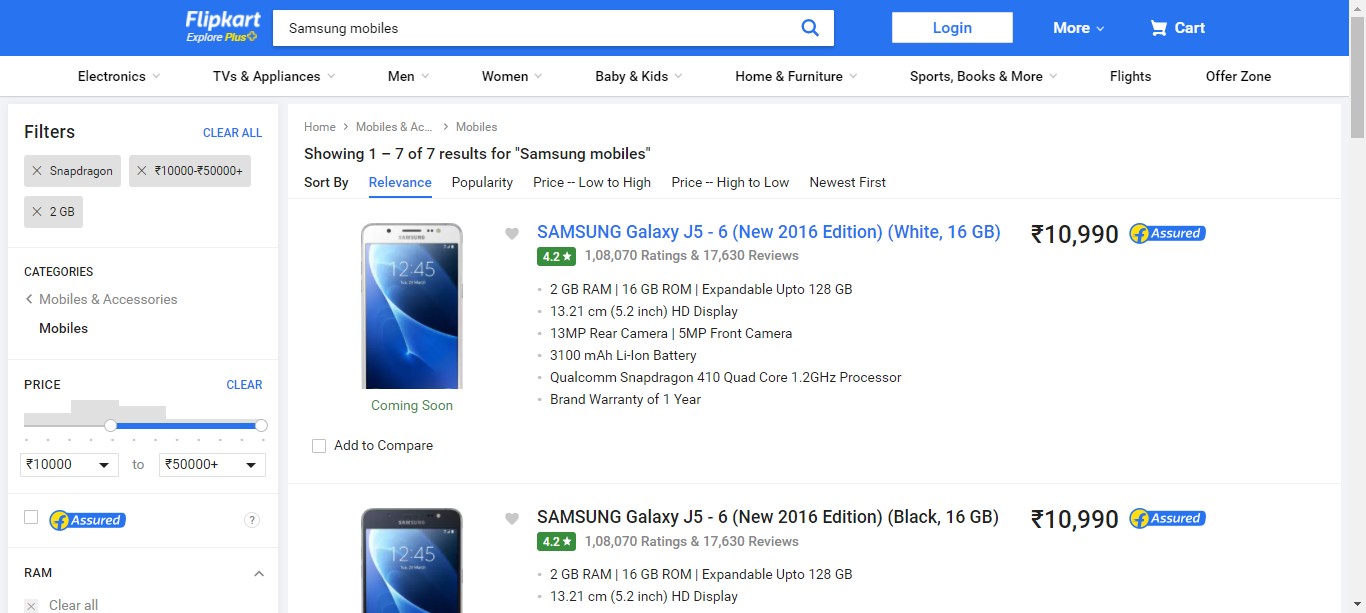 Flipkart
Explore Plus
Samsung mobiles
Login
More
Cart
Electronics
TVs & Appliances
Men
Women
Baby & Kids
Home & Furniture
Sports, Books & More
Flights
Offer Zone
Filters
CLEAR ALL
Snapdragon
₹10000-₹50000+
2 GB
CATEGORIES
Mobiles & Accessories
Mobiles
PRICE
CLEAR
₹10000
to
₹50000+
Assured
?
RAM
Clear all
Home > Mobiles & Ac... > Mobiles
Showing 1 – 7 of 7 results for "Samsung mobiles"
Sort By
Relevance
Popularity
Price -- Low to High
Price -- High to Low
Newest First
SAMSUNG
12:45
Coming Soon
Add to Compare
SAMSUNG Galaxy J5 - 6 (New 2016 Edition) (White, 16 GB)
4.2★ 1,08,070 Ratings & 17,630 Reviews
2 GB RAM | 16 GB ROM | Expandable Upto 128 GB
13.21 cm (5.2 inch) HD Display
13MP Rear Camera | 5MP Front Camera
3100 mAh Li-Ion Battery
Qualcomm Snapdragon 410 Quad Core 1.2GHz Processor
Brand Warranty of 1 Year
₹10,990
Assured
SAMSUNG
12:45
SAMSUNG Galaxy J5 - 6 (New 2016 Edition) (Black, 16 GB)
4.2★ 1,08,070 Ratings & 17,630 Reviews
2 GB RAM | 16 GB ROM | Expandable Upto 128 GB
13.21 cm (5.2 inch) HD Display
₹10,990
Assured